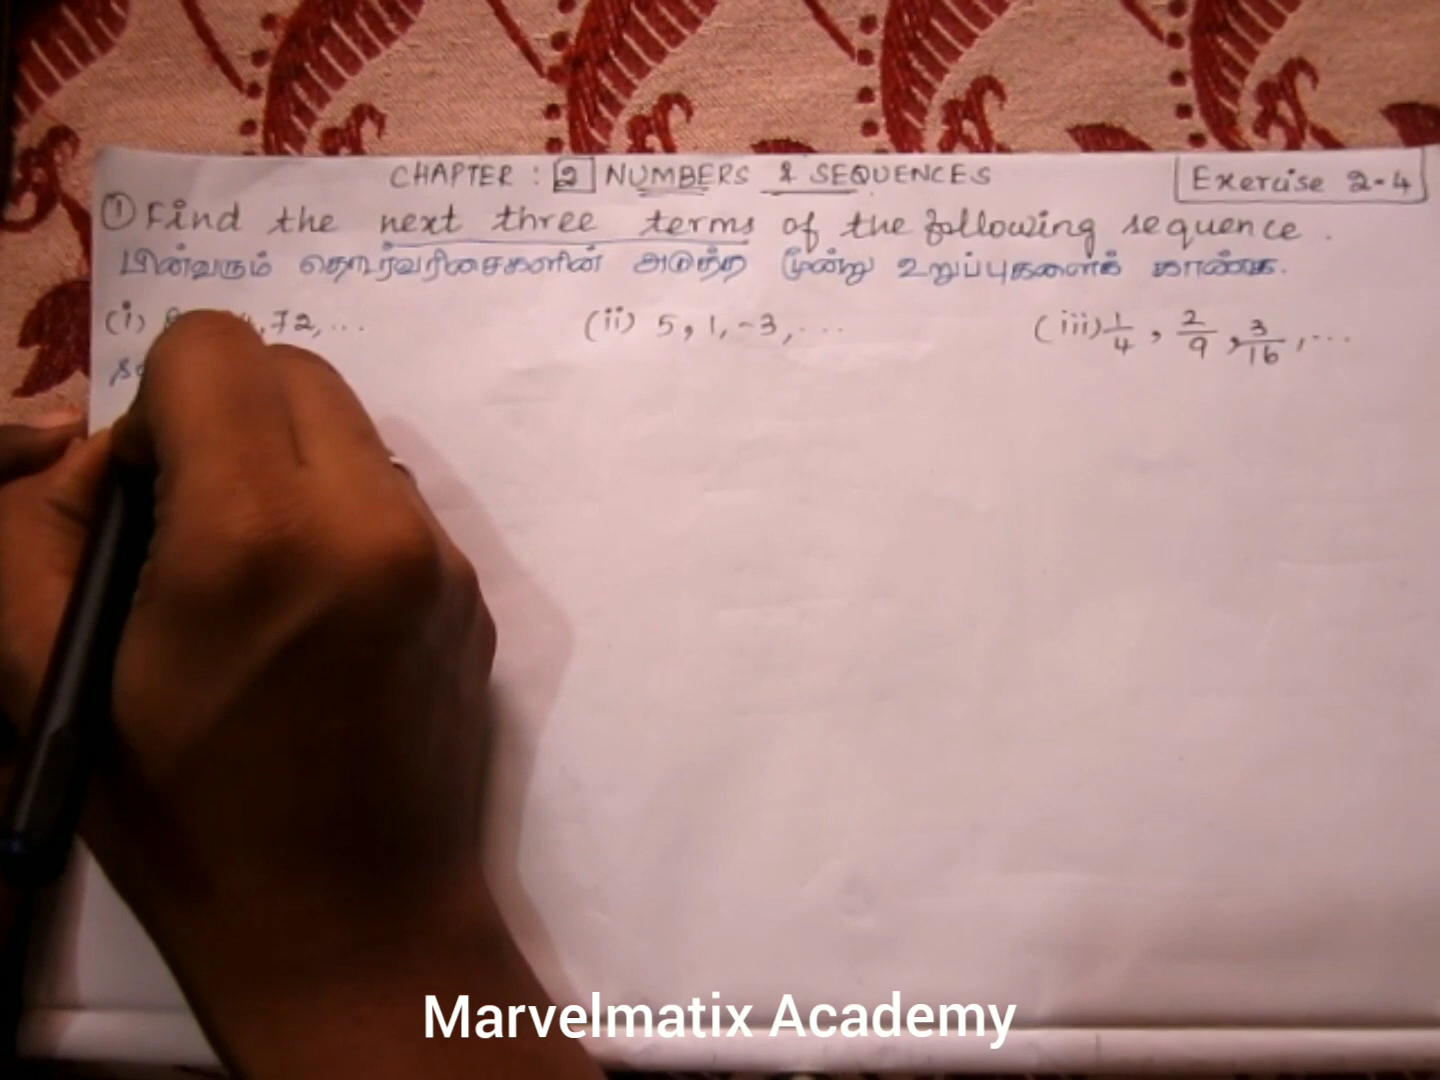 CHAPTER : 2 NUMBERS & SEQUENCES
Exercise 2.4
① Find the next three terms of the following sequence.
பின்வரும் தொடர்வரிசைகளின் அடுத்த மூன்று உறுப்புகளைக் காண்க.
(i) , 72, ...
(ii) 5, 1, -3, ...
(iii) 1/4, 2/9, 3/16, ...
Marvelmatix Academy